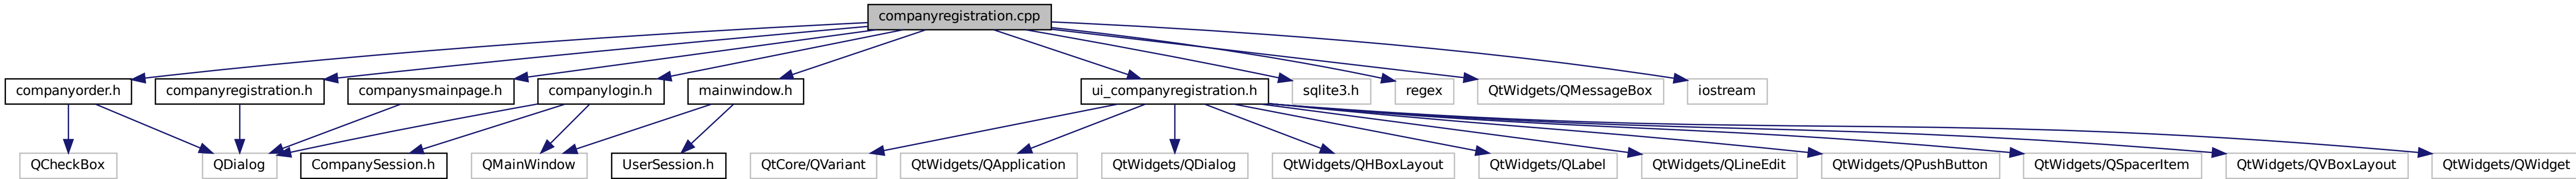 companyregistration.cpp
companyorder.h
companyregistration.h
companysmainpage.h
companylogin.h
mainwindow.h
ui_companyregistration.h
sqlite3.h
regex
QtWidgets/QMessageBox
iostream
QCheckBox
QDialog
CompanySession.h
QMainWindow
UserSession.h
QtCore/QVariant
QtWidgets/QApplication
QtWidgets/QDialog
QtWidgets/QHBoxLayout
QtWidgets/QLabel
QtWidgets/QLineEdit
QtWidgets/QPushButton
QtWidgets/QSpacerItem
QtWidgets/QVBoxLayout
QtWidgets/QWidget